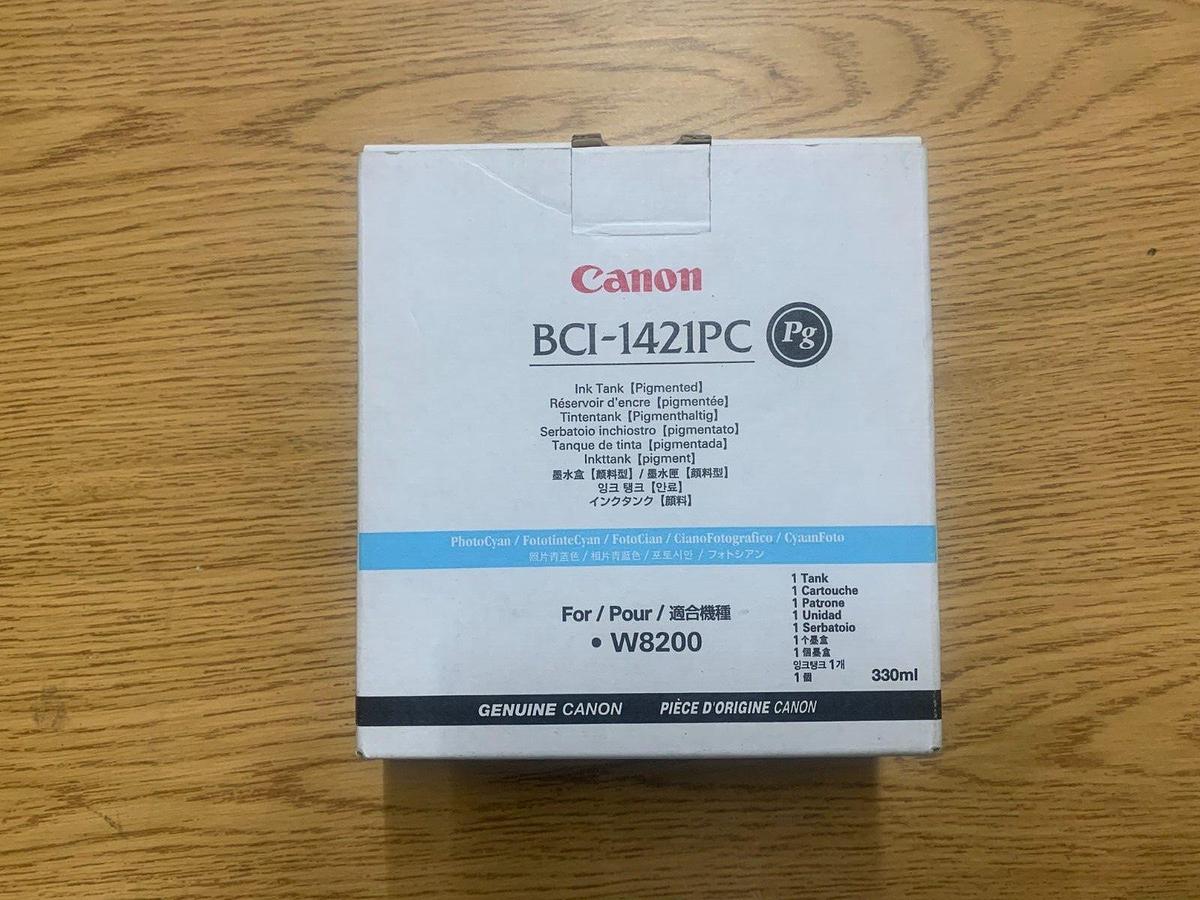 Canon
BCI-1421PC
Pg
Ink Tank【Pigmented】
Réservoir d'encre【pigmentée】
Tintentank【Pigmenthaltig】
Serbatoio inchiostro【pigmentato】
Tanque de tinta【pigmentada】
Inkttank【pigment】
墨水盒【颜料型】/ 墨水匣【顏料型】
잉크 탱크【안료】
インクタンク【顔料】
PhotoCyan / FototinteCyan / FotoCian / CianoFotografico / CyaanFoto
照片青蓝色 / 相片青藍色 / 포토시안 / フォトシアン
For / Pour / 適合機種
• W8200
1 Tank
1 Cartouche
1 Patrone
1 Unidad
1 Serbatoio
1个墨盒
1個墨盒
잉크탱크 1개
1個
330ml
GENUINE CANON PIÈCE D'ORIGINE CANON